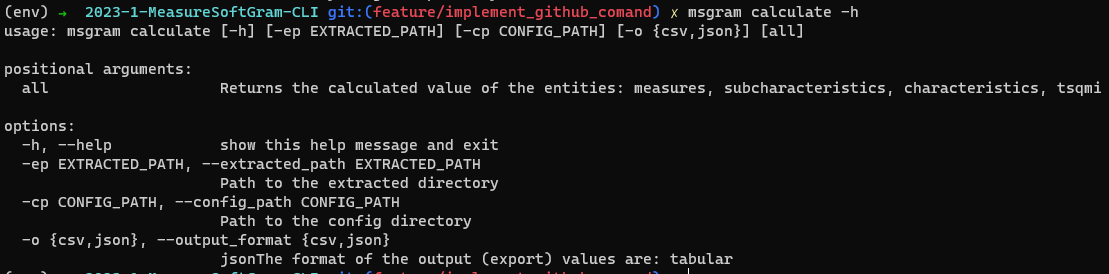 (env) → 2023-1-MeasureSoftGram-CLI git:(feature/implement_github_comand) ✗ msgram calculate -h
usage: msgram calculate [-h] [-ep EXTRACTED_PATH] [-cp CONFIG_PATH] [-o {csv,json}] [all]
positional arguments:
all Returns the calculated value of the entities: measures, subcharacteristics, characteristics, tsqmi
options:
-h, --help show this help message and exit
-ep EXTRACTED_PATH, --extracted_path EXTRACTED_PATH
Path to the extracted directory
-cp CONFIG_PATH, --config_path CONFIG_PATH
Path to the config directory
-o {csv,json}, --output_format {csv,json}
jsonThe format of the output (export) values are: tabular